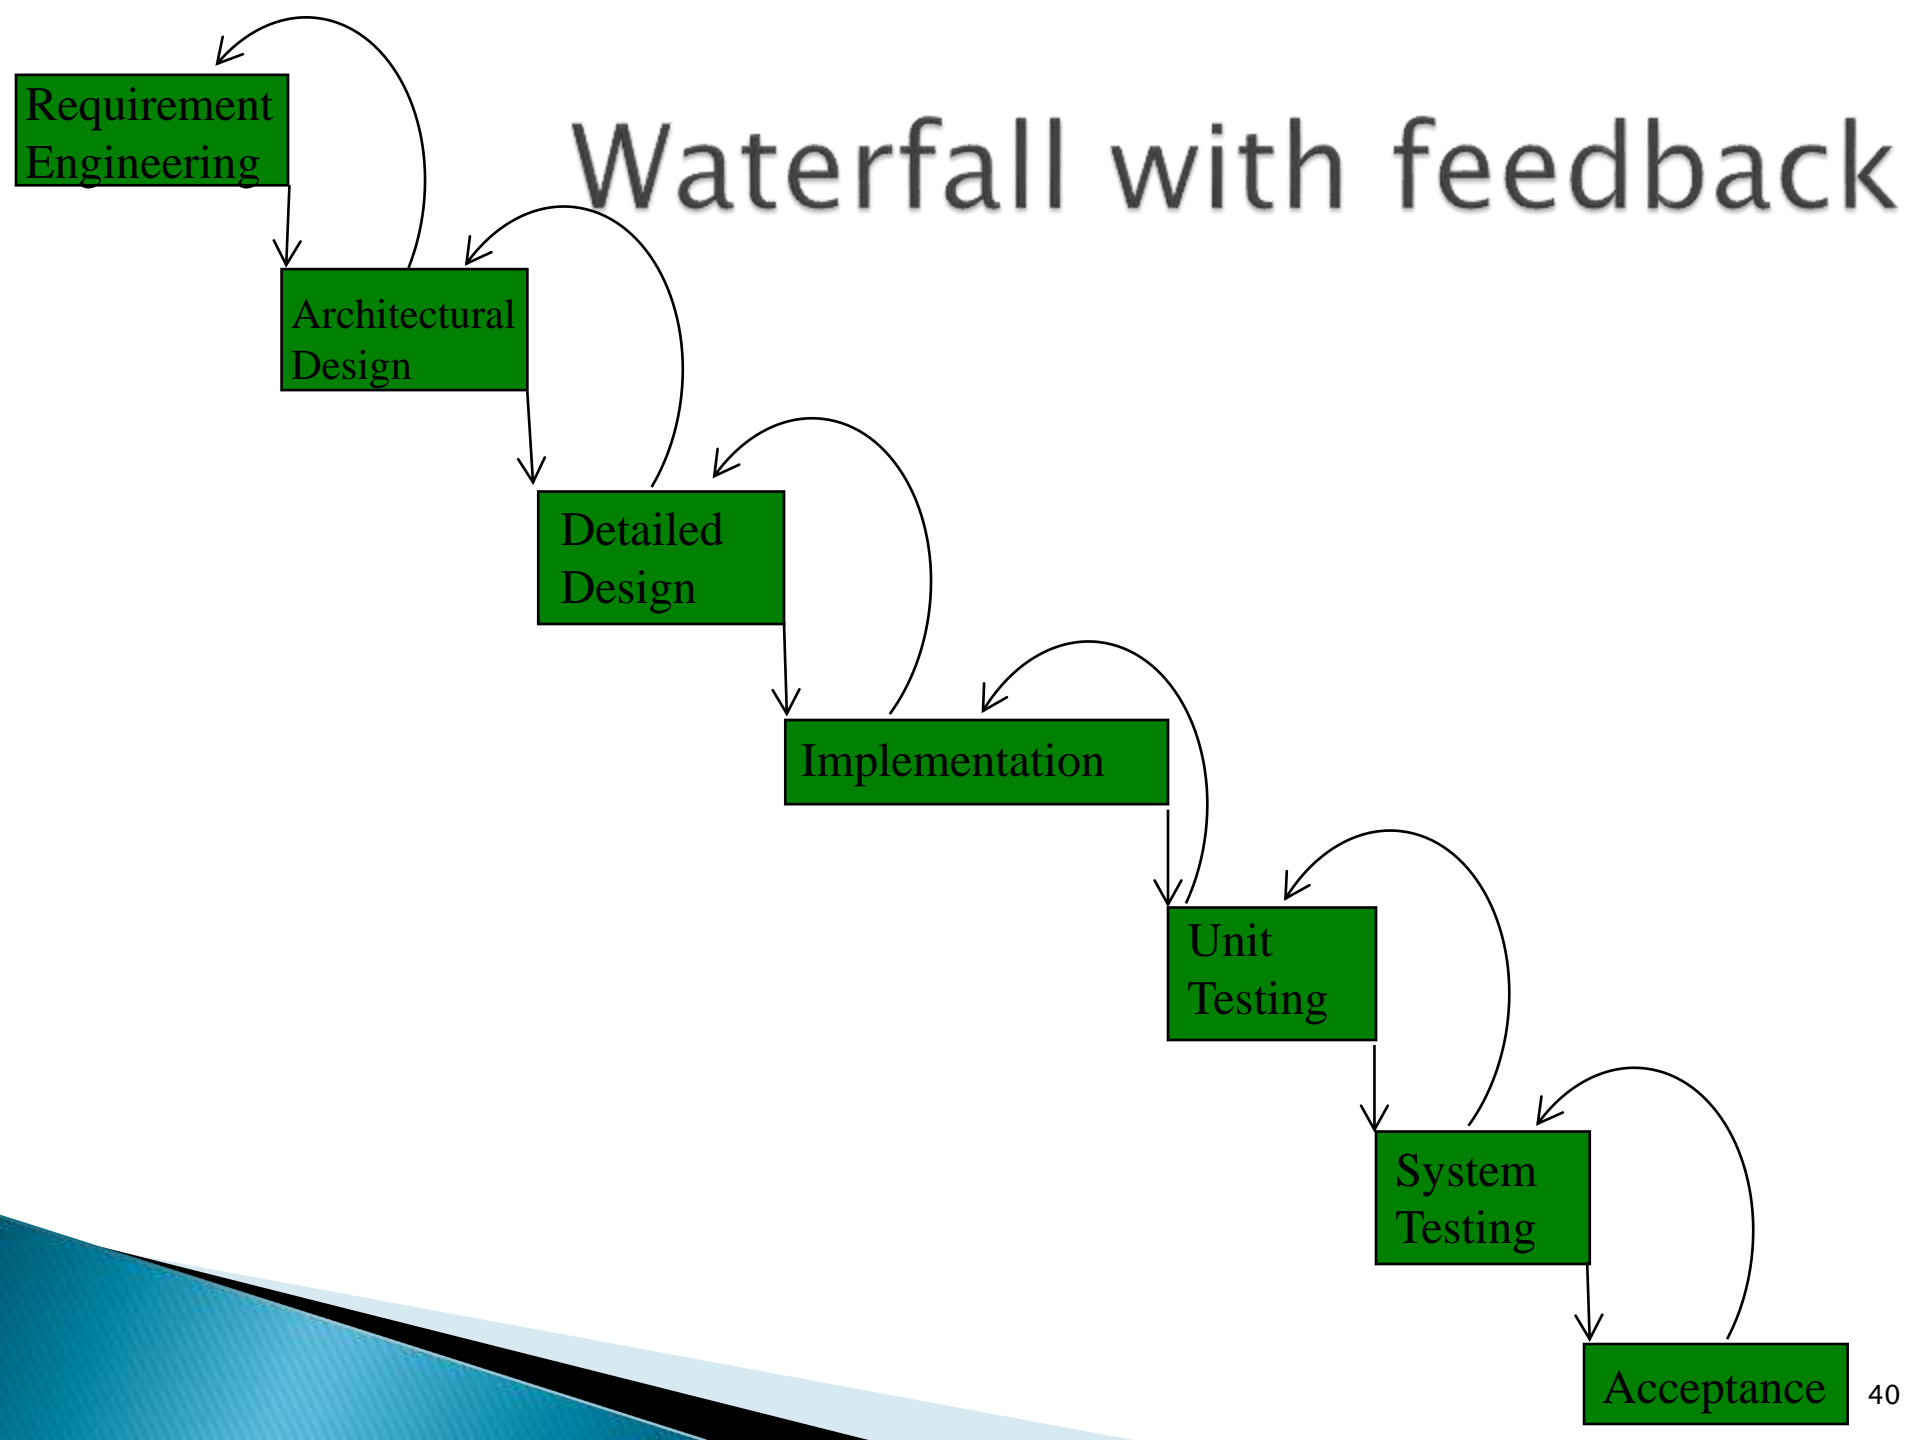 Waterfall with feedback
Requirement
Engineering
Architectural
Design
Detailed
Design
Implementation
Unit
Testing
System
Testing
Acceptance
40